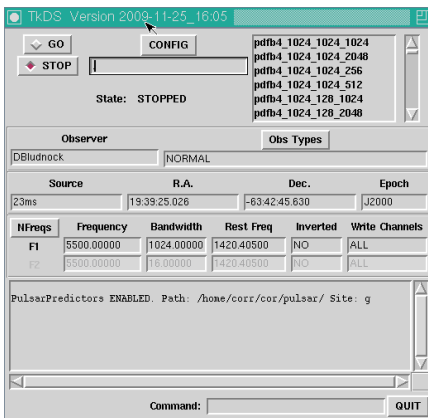 TkDS Version 2009-11-25_16:05
GO
CONFIG
STOP
State: STOPPED
pdfb4_1024_1024_1024
pdfb4_1024_1024_2048
pdfb4_1024_1024_256
pdfb4_1024_1024_512
pdfb4_1024_128_1024
pdfb4_1024_128_2048
Observer Obs Types
DBludnock NORMAL
Source R.A. Dec. Epoch
23ms 19:39:25.026 -63:42:45.630 J2000
NFreqs Frequency Bandwidth Rest Freq Inverted Write Channels
F1 5500.00000 1024.00000 1420.40500 NO ALL
F2 5500.00000 16.00000 1420.40500 NO ALL
PulsarPredictors ENABLED. Path: /home/corr/cor/pulsar/ Site: g
Command: QUIT